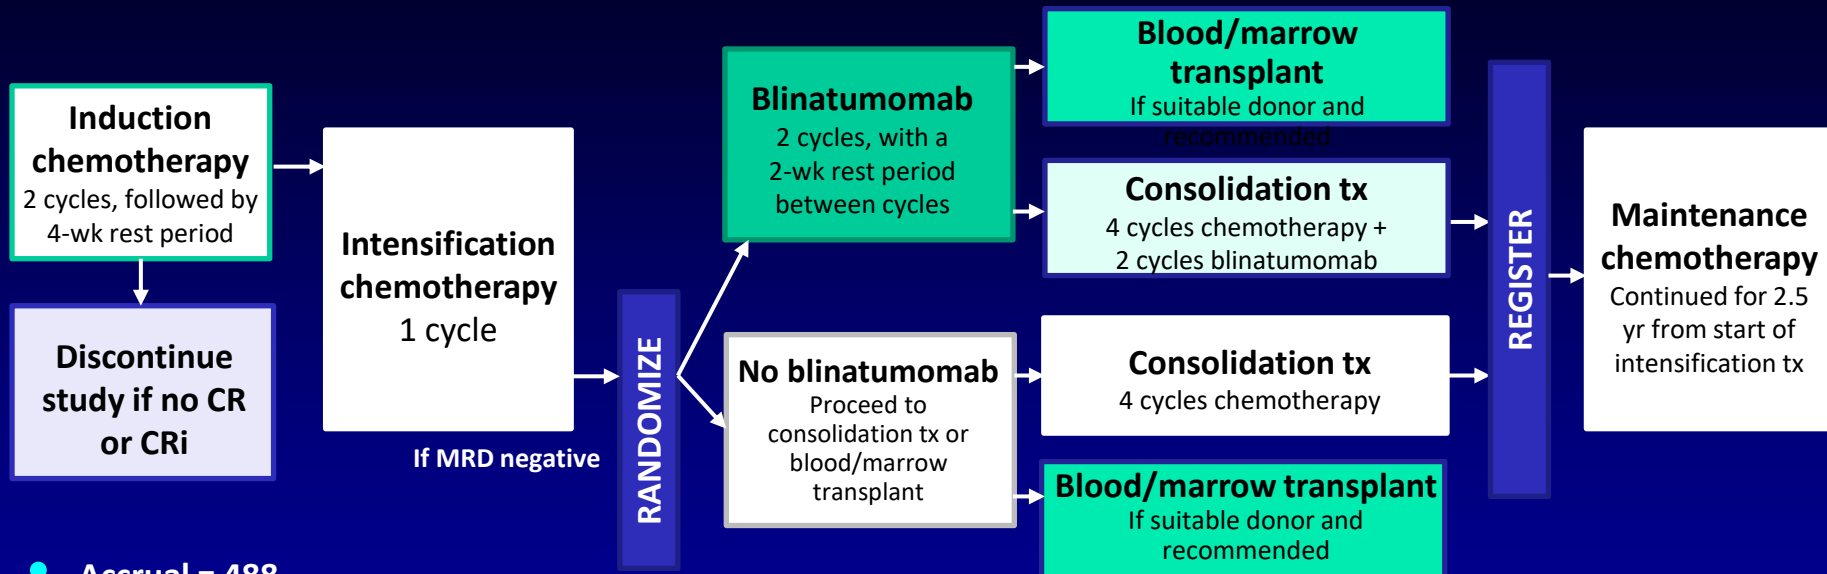 Induction
chemotherapy
2 cycles, followed by
4-wk rest period
Discontinue
study if no CR
or CRi
Intensification
chemotherapy
1 cycle
If MRD negative
RANDOMIZE
Blinatumomab
2 cycles, with a
2-wk rest period
between cycles
No blinatumomab
Proceed to
consolidation tx or
blood/marrow
transplant
Blood/marrow
transplant
If suitable donor and
recommended
Consolidation tx
4 cycles chemotherapy +
2 cycles blinatumomab
Consolidation tx
4 cycles chemotherapy
Blood/marrow transplant
If suitable donor and
recommended
REGISTER
Maintenance
chemotherapy
Continued for 2.5
yr from start of
intensification tx
Accrual = 488